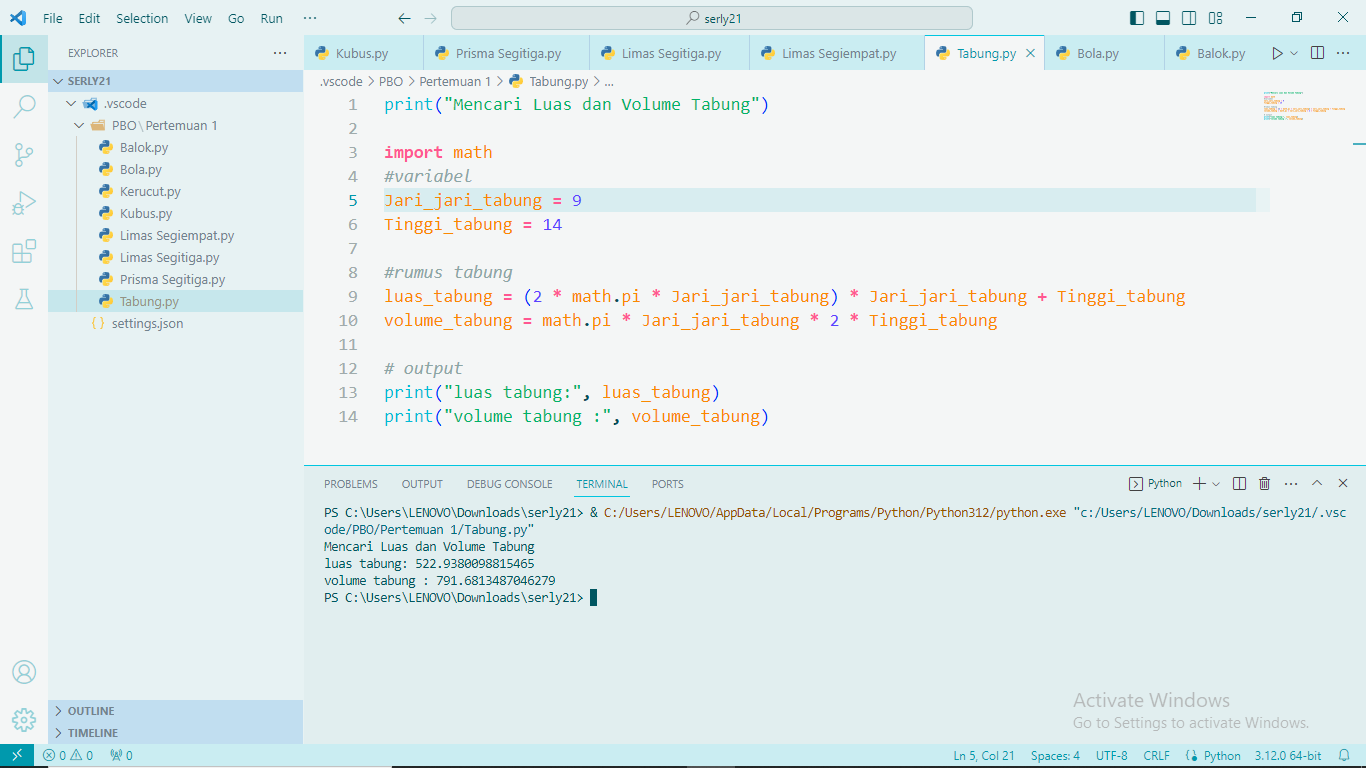 File Edit Selection View Go Run ··· serly21
EXPLORER ···
SERLY21
.vscode
PBO\Pertemuan 1
Balok.py
Bola.py
Kerucut.py
Kubus.py
Limas Segiempat.py
Limas Segitiga.py
Prisma Segitiga.py
Tabung.py
{} settings.json
OUTLINE
TIMELINE
Kubus.py Prisma Segitiga.py Limas Segitiga.py Limas Segiempat.py Tabung.py Bola.py Balok.py ···
.vscode > PBO > Pertemuan 1 > Tabung.py > ...
1 print("Mencari Luas dan Volume Tabung")
2
3 import math
4 #variabel
5 Jari_jari_tabung = 9
6 Tinggi_tabung = 14
7
8 #rumus tabung
9 luas_tabung = (2 * math.pi * Jari_jari_tabung) * Jari_jari_tabung + Tinggi_tabung
10 volume_tabung = math.pi * Jari_jari_tabung * 2 * Tinggi_tabung
11
12 # output
13 print("luas tabung:", luas_tabung)
14 print("volume tabung :", volume_tabung)
PROBLEMS OUTPUT DEBUG CONSOLE TERMINAL PORTS Python ···
PS C:\Users\LENOVO\Downloads\serly21> & C:/Users/LENOVO/AppData/Local/Programs/Python/Python312/python.exe "c:/Users/LENOVO/Downloads/serly21/.vsc
ode/PBO/Pertemuan 1/Tabung.py"
Mencari Luas dan Volume Tabung
luas tabung: 522.9380098815465
volume tabung : 791.6813487046279
PS C:\Users\LENOVO\Downloads\serly21>
Activate Windows
Go to Settings to activate Windows.
0 0 0 Ln 5, Col 21 Spaces: 4 UTF-8 CRLF Python 3.12.0 64-bit